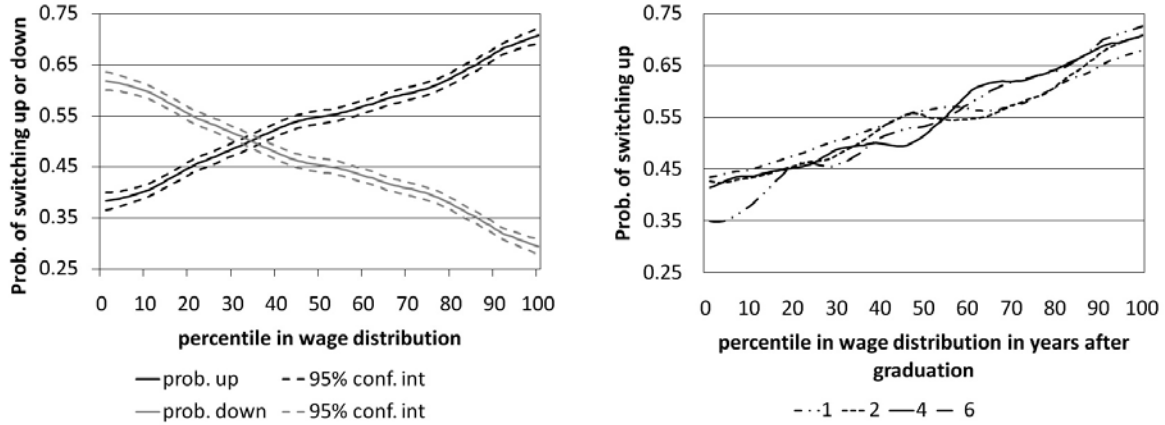 Prob. of switching up or down
0.75
0.65
0.55
0.45
0.35
0.25
0 10 20 30 40 50 60 70 80 90 100
percentile in wage distribution
prob. up 95% conf. int
prob. down 95% conf. int
Prob. of switching up
0.75
0.65
0.55
0.45
0.35
0.25
0 10 20 30 40 50 60 70 80 90 100
percentile in wage distribution in years after
graduation
1 2 4 6